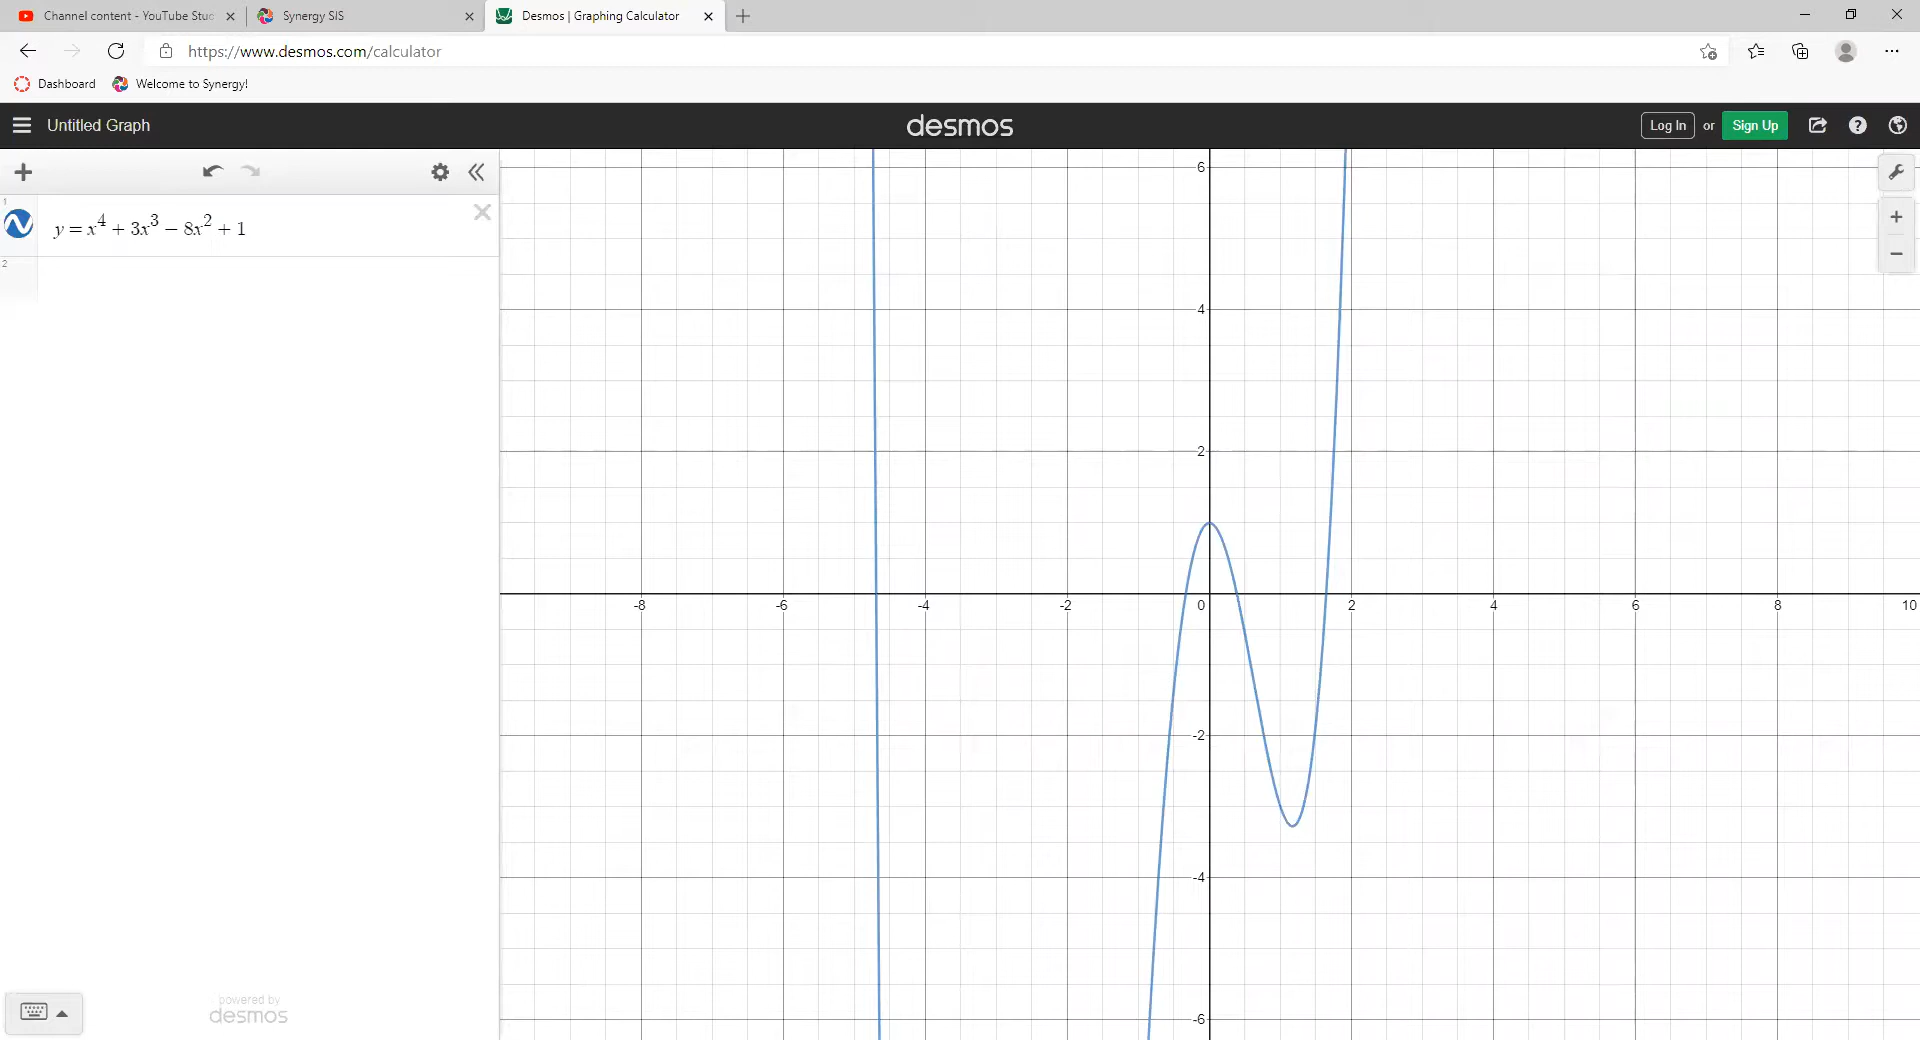 Channel content - YouTube Stuc
Synergy SIS
Desmos | Graphing Calculator
https://www.desmos.com/calculator
Dashboard
Welcome to Synergy!
Untitled Graph
desmos
Log In or Sign Up
1
y = x^4 + 3x^3 − 8x^2 + 1
2
6
4
2
-8 -6 -4 -2 0 2 4 6 8 10
-2
-4
-6
powered by
desmos